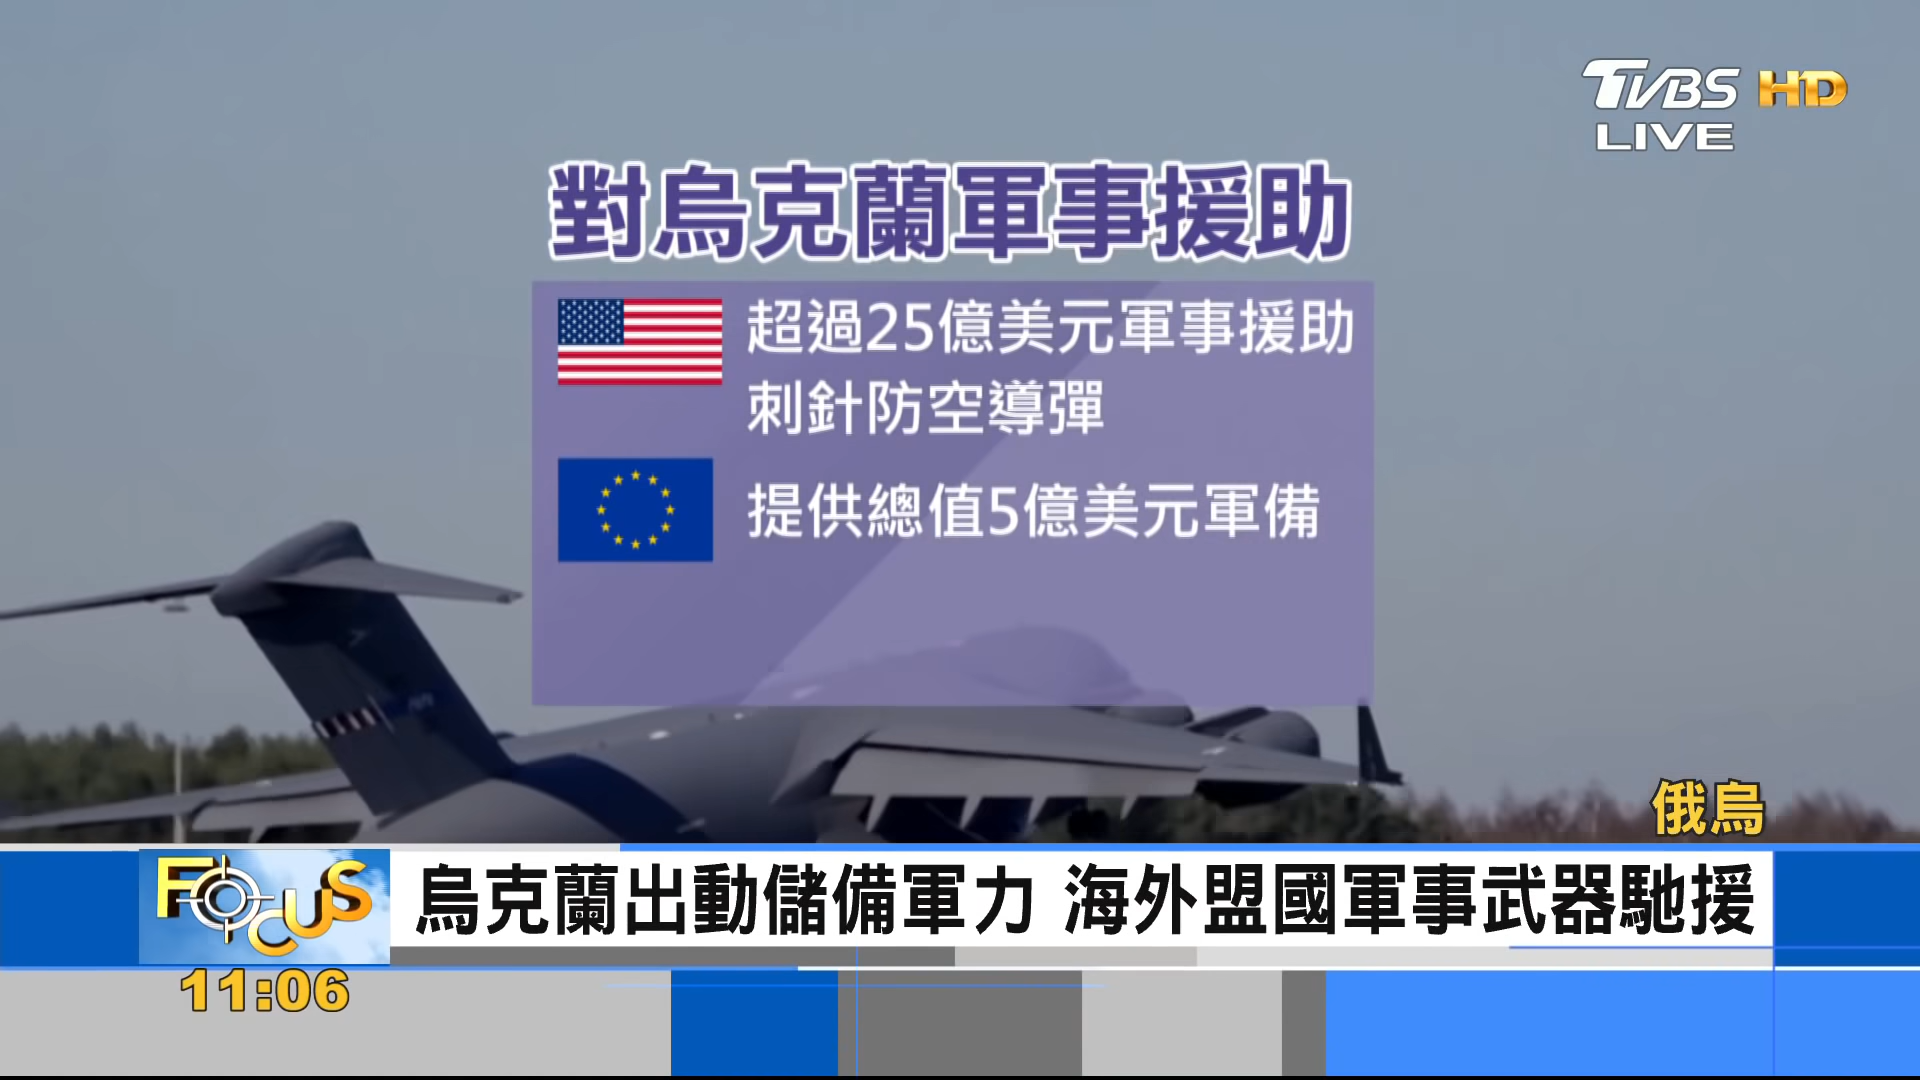 TVBS HD
LIVE
對烏克蘭軍事援助
超過25億美元軍事援助
刺針防空導彈
提供總值5億美元軍備
俄烏
FOCUS
烏克蘭出動儲備軍力 海外盟國軍事武器馳援
11:06